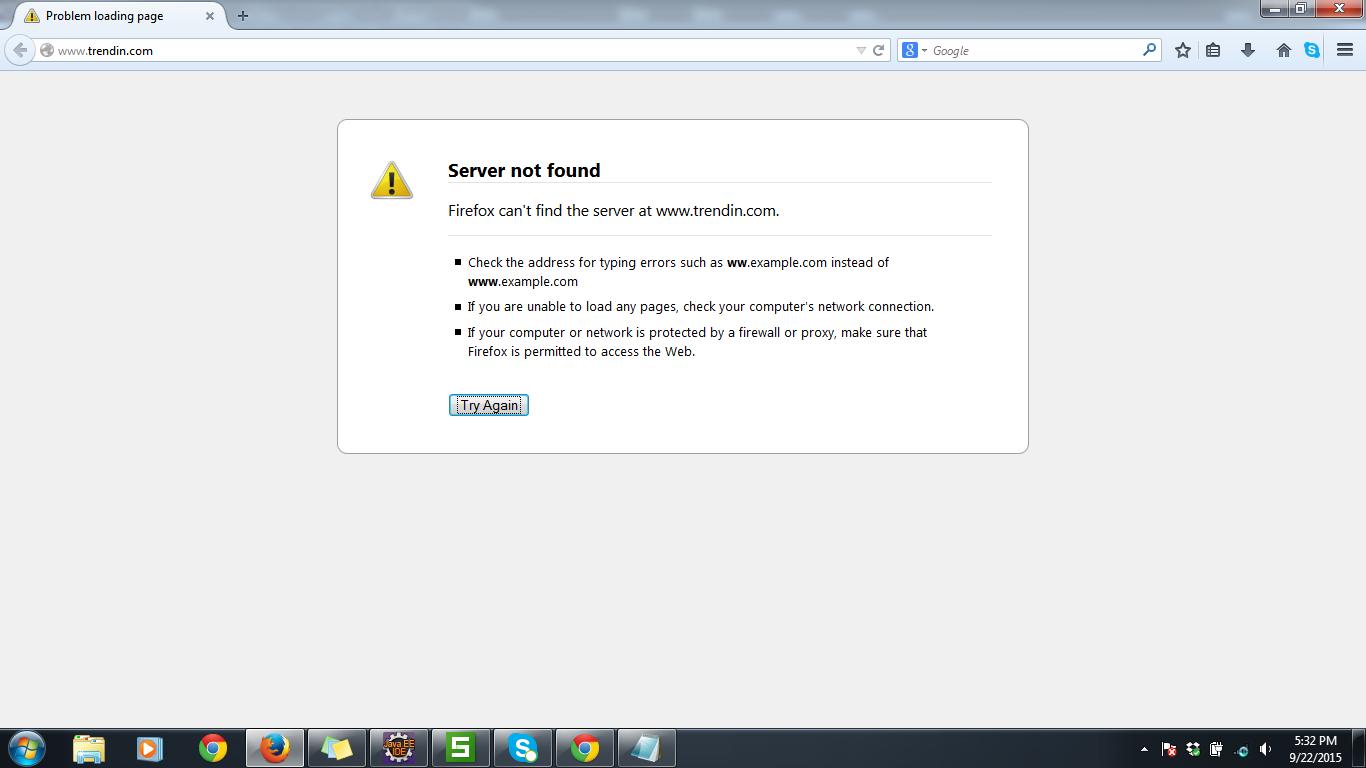 Problem loading page
www.trendin.com
Google
Server not found
Firefox can't find the server at www.trendin.com.
Check the address for typing errors such as ww.example.com instead of
www.example.com
If you are unable to load any pages, check your computer's network connection.
If your computer or network is protected by a firewall or proxy, make sure that
Firefox is permitted to access the Web.
Try Again
Java EE
IDE
5:32 PM
9/22/2015